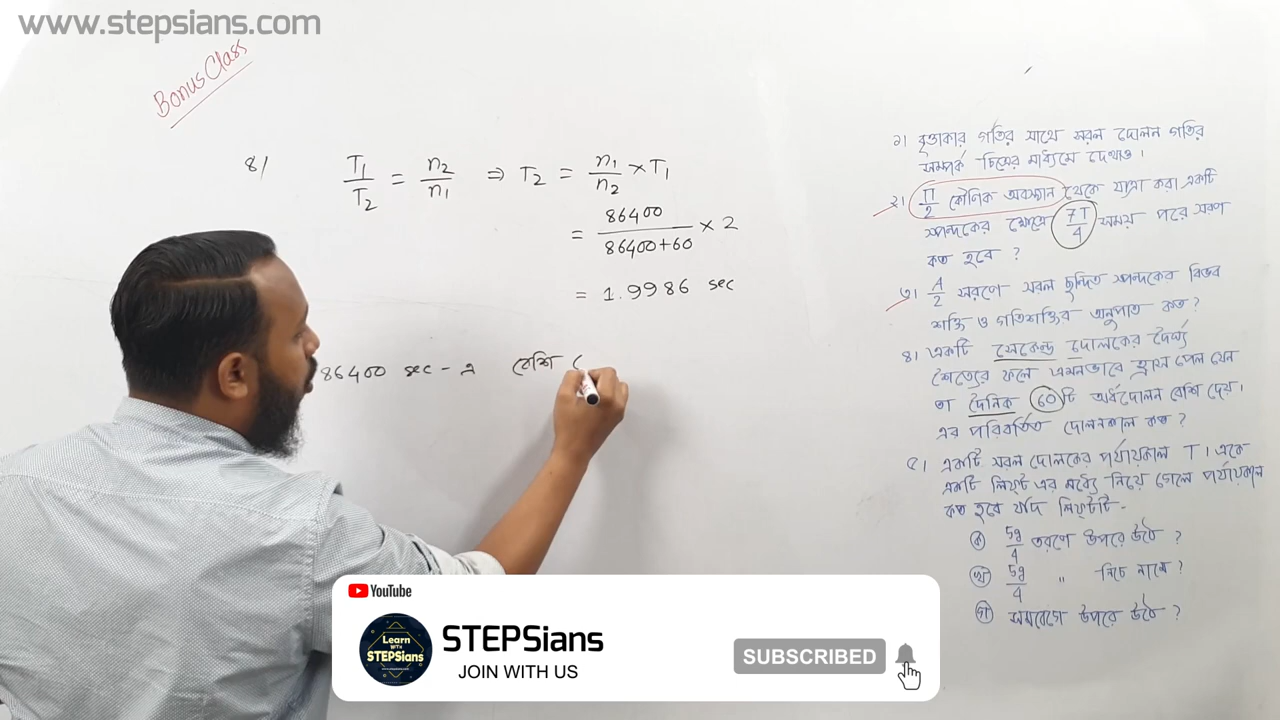 www.stepsians.com
Bonus Class
৪/ T₁/T₂ = n₂/n₁ ⇒ T₂ = n₁/n₂ × T₁
= 86400/(86400+60) × 2
= 1.9986 sec
86400 sec - এ বেশি
১। বৃত্তাকার গতির সাথে সরল দোলন গতির
সম্পর্ক চিত্রের মাধ্যমে দেখাও।
২। π/2 কৌণিক অবস্থান থেকে যাত্রা করা একটি
স্পন্দকের ক্ষেত্রে 7T/4 সময় পরে সরণ
কত হবে ?
৩। A/2 সরণে সরল ছন্দিত স্পন্দকের বিভব
শক্তি ও গতিশক্তির অনুপাত কত?
৪। একটি সেকেন্ড দোলকের দৈর্ঘ্য
শৈত্যের ফলে এমনভাবে হ্রাস পেল যেন
তা দৈনিক 60 টি অর্ধদোলন বেশি দেয়।
এর পরিবর্তিত দোলনকাল কত ?
৫। একটি সরল দোলকের পর্যায়কাল T। একে
একটি লিফ্ট এর মধ্যে নিয়ে গেলে পর্যায়কাল
কত হবে যদি লিফ্টটি-
ক 5g/4 ত্বরণে উপরে উঠে ?
খ 5g/4 " নিচে নামে ?
গ সমবেগে উপরে উঠে ?
YouTube
Learn
WITH
STEPSians
STEPSians
JOIN WITH US
SUBSCRIBED